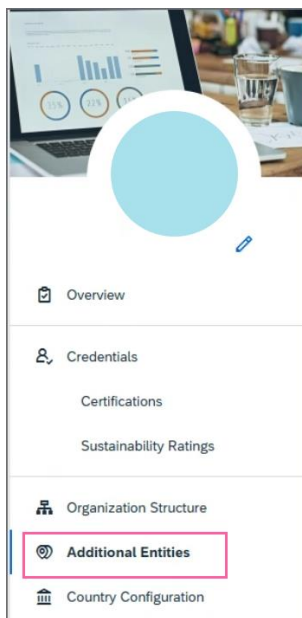 Overview
Credentials
Certifications
Sustainability Ratings
Organization Structure
Additional Entities
Country Configuration